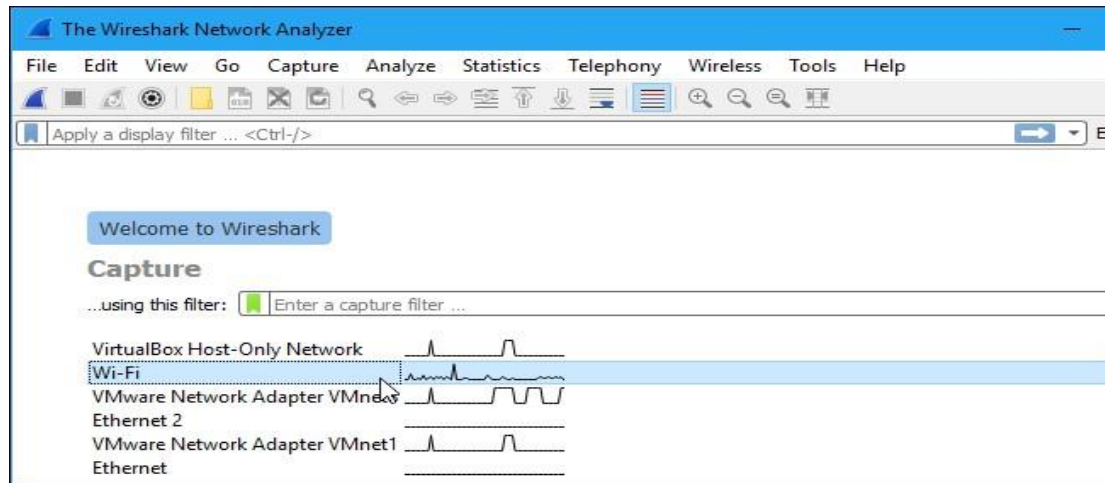 The Wireshark Network Analyzer
File Edit View Go Capture Analyze Statistics Telephony Wireless Tools Help
Apply a display filter ... <Ctrl-/>
Welcome to Wireshark
Capture
...using this filter: Enter a capture filter ...
VirtualBox Host-Only Network
Wi-Fi
VMware Network Adapter
Ethernet 2
VMware Network Adapter VMnet1
Ethernet